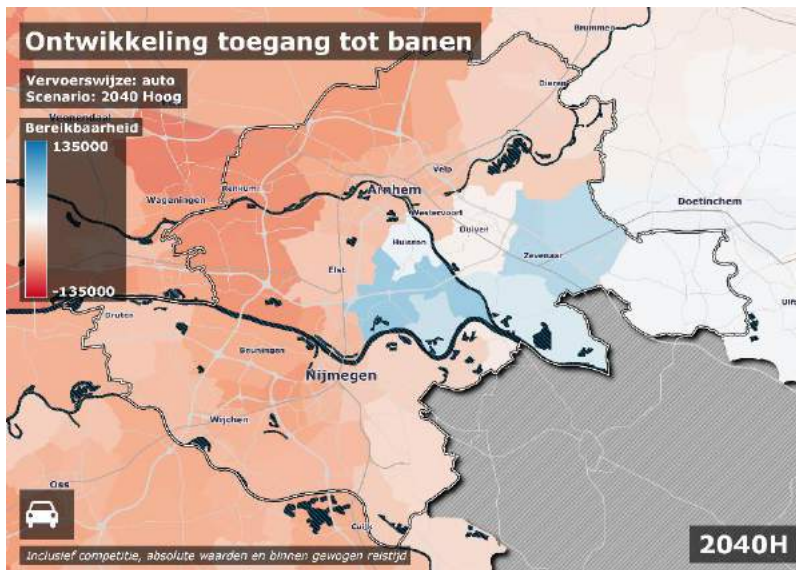 Ontwikkeling toegang tot banen
Brummen
Vervoerswijze: auto
Scenario: 2040 Hoog
Dieren
Veenendaal
Bereikbaarheid
135000
Velp
Renkum
Arnhem
Wageningen
Westervoort
Doetinchem
Duiven
Huissen
Zevenaar
Elst
-135000
Druten
Beuningen
Nijmegen
Wijchen
Oss
Cuijk
2040H
Inclusief competitie, absolute waarden en binnen gewogen reistijd